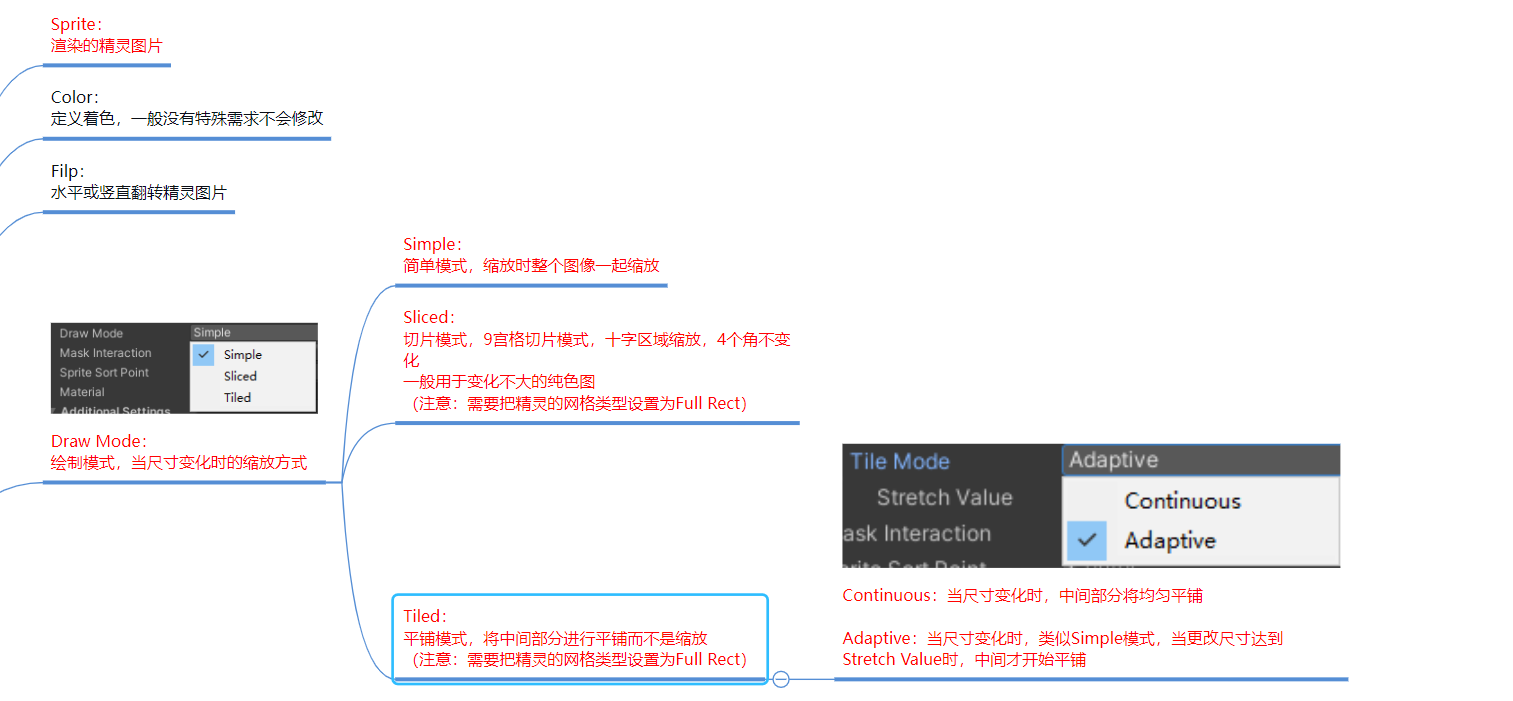 Sprite：
渲染的精灵图片
Color：
定义着色，一般没有特殊需求不会修改
Filp：
水平或竖直翻转精灵图片
Draw Mode
Simple
Mask Interaction
Simple
Sprite Sort Point
Sliced
Material
Tiled
Additional Settings
Draw Mode：
绘制模式，当尺寸变化时的缩放方式
Simple：
简单模式，缩放时整个图像一起缩放
Sliced：
切片模式，9宫格切片模式，十字区域缩放，4个角不变
化
一般用于变化不大的纯色图
（注意：需要把精灵的网格类型设置为Full Rect）
Tiled：
平铺模式，将中间部分进行平铺而不是缩放
（注意：需要把精灵的网格类型设置为Full Rect）
Tile Mode
Adaptive
Stretch Value
Continuous
ask Interaction
Adaptive
prite Sort Point
Continuous：当尺寸变化时，中间部分将均匀平铺
Adaptive：当尺寸变化时，类似Simple模式，当更改尺寸达到
Stretch Value时，中间才开始平铺